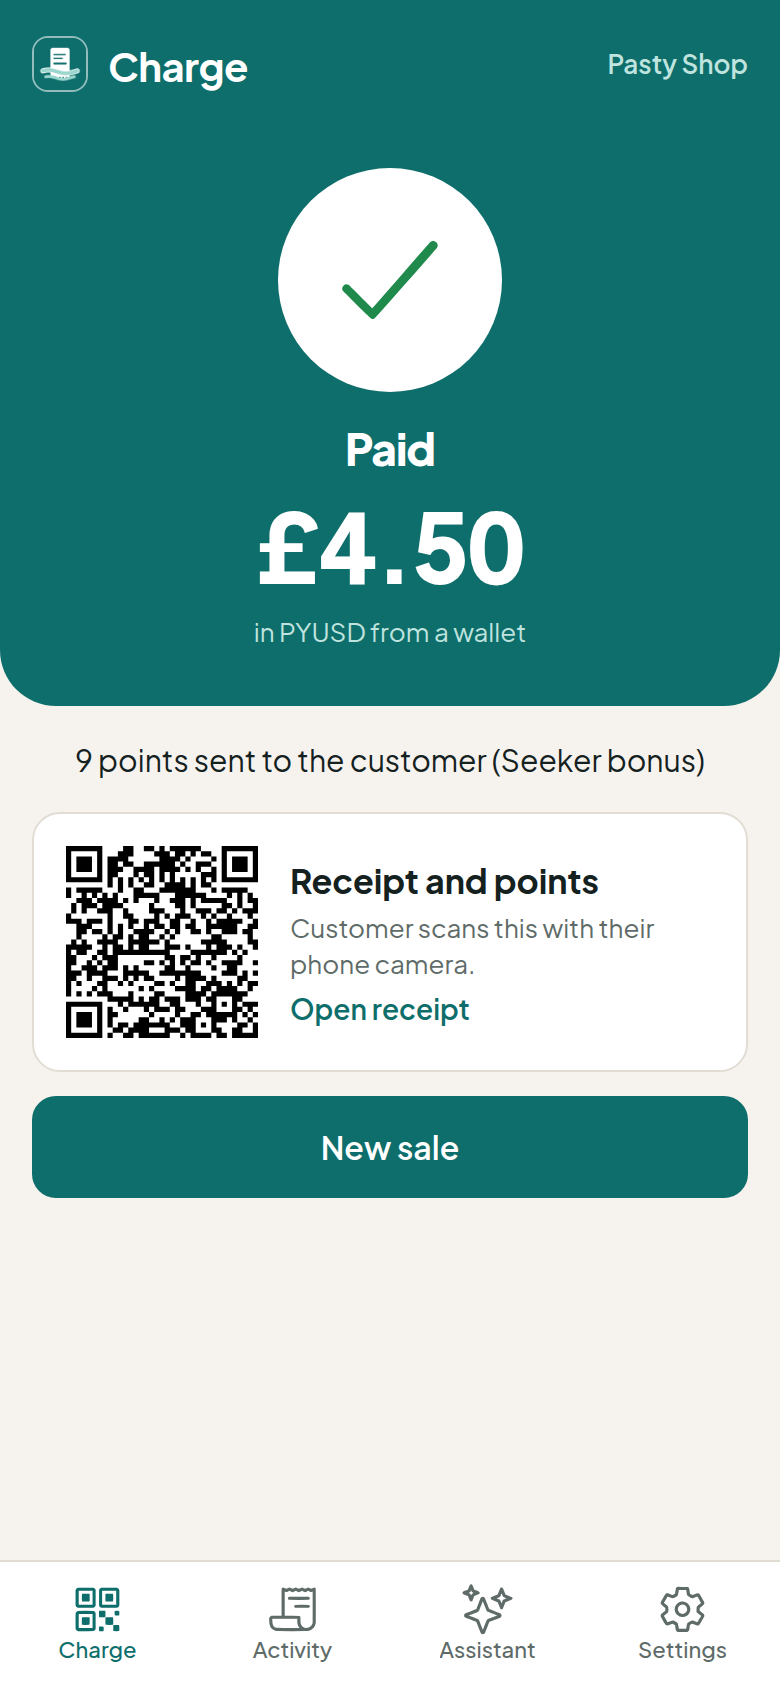 Charge
Pasty Shop
Paid
£4.50
in PYUSD from a wallet
9 points sent to the customer (Seeker bonus)
Receipt and points
Customer scans this with their
phone camera.
Open receipt
New sale
Charge
Activity
Assistant
Settings